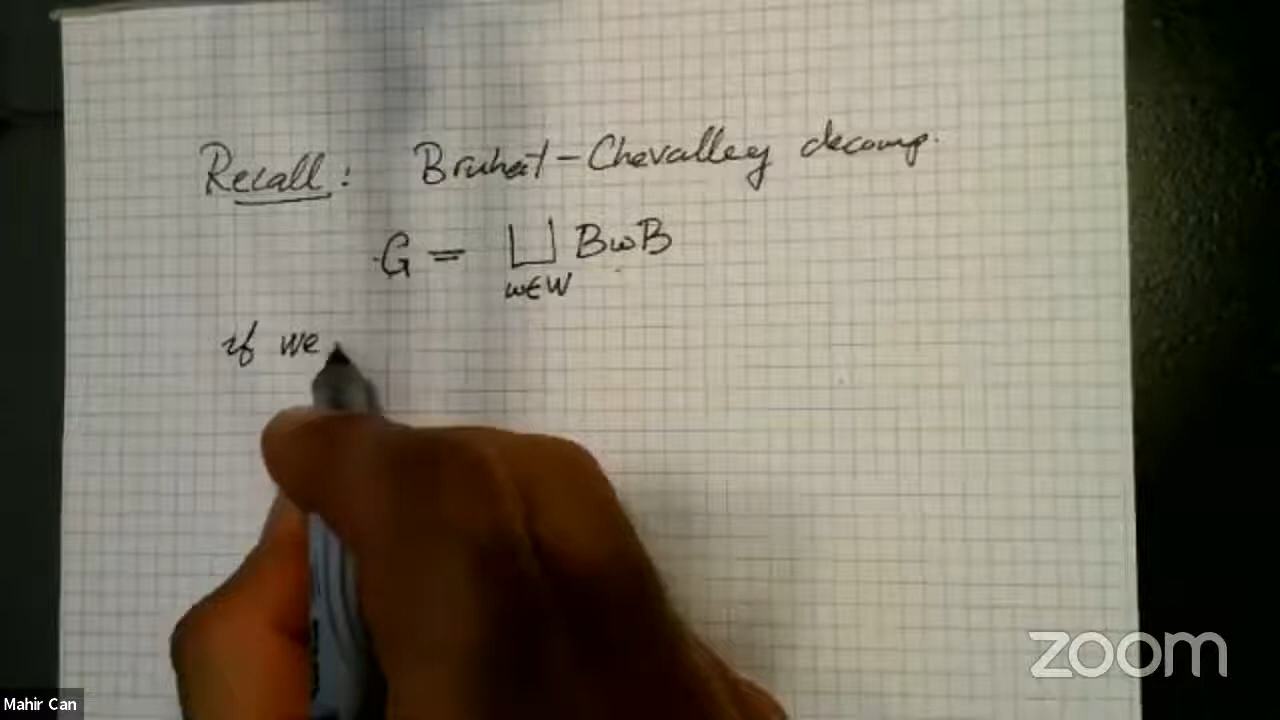 Recall: Bruhat-Chevalley decomp.
G = ⨆ BwB
w∈W
if we
zoom
Mahir Can